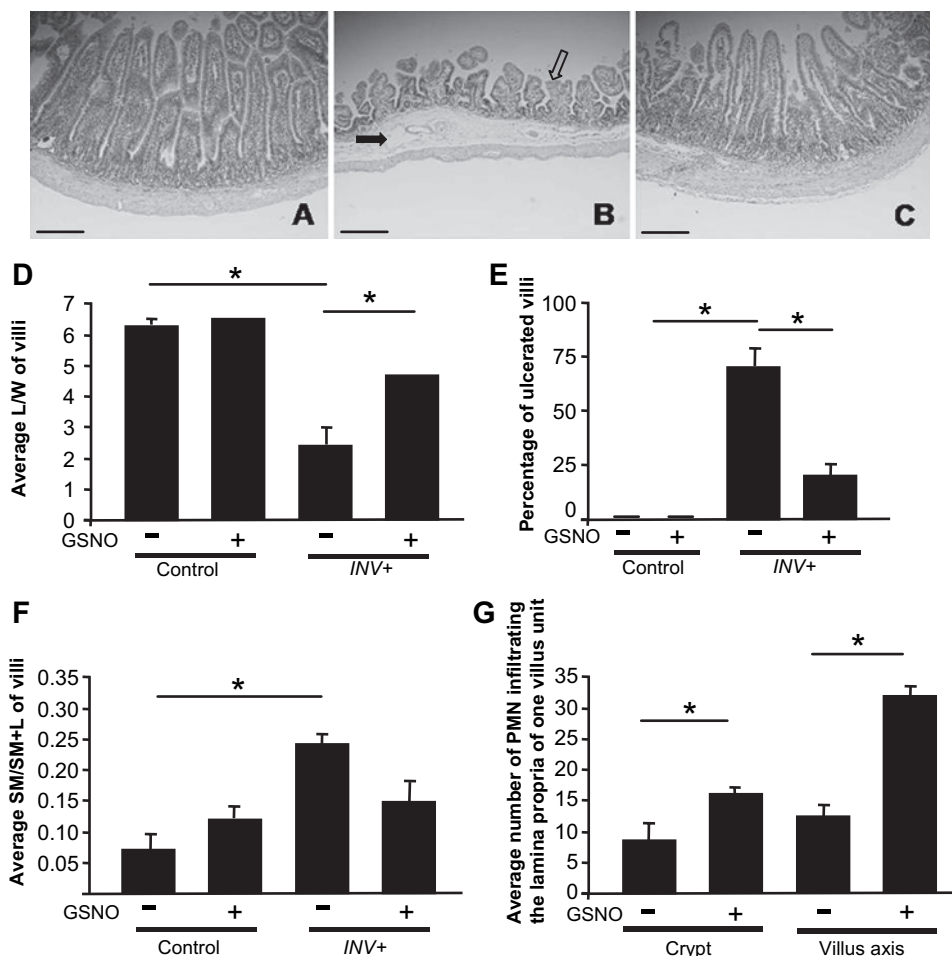 A
B
C
D
*
*
Average L/W of villi
7
6
5
4
3
2
1
0
GSNO - + - +
Control INV+
E
*
*
Percentage of ulcerated villi
100
75
50
25
0
GSNO - + - +
Control INV+
F
*
Average SM/SM+L of villi
0.35
0.30
0.25
0.20
0.15
0.10
0.05
GSNO - + - +
Control INV+
G
*
*
Average number of PMN infiltrating
the lamina propria of one villus unit
35
30
25
20
15
10
5
0
GSNO - + - +
Crypt Villus axis